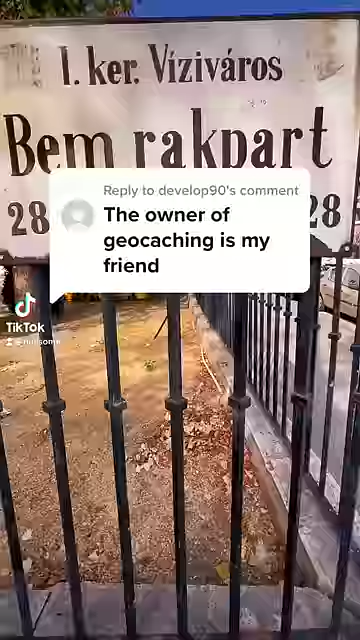 I. ker. Víziváros
Bem rakpart
28
28
Reply to develop90's comment
The owner of
geocaching is my
friend
TikTok